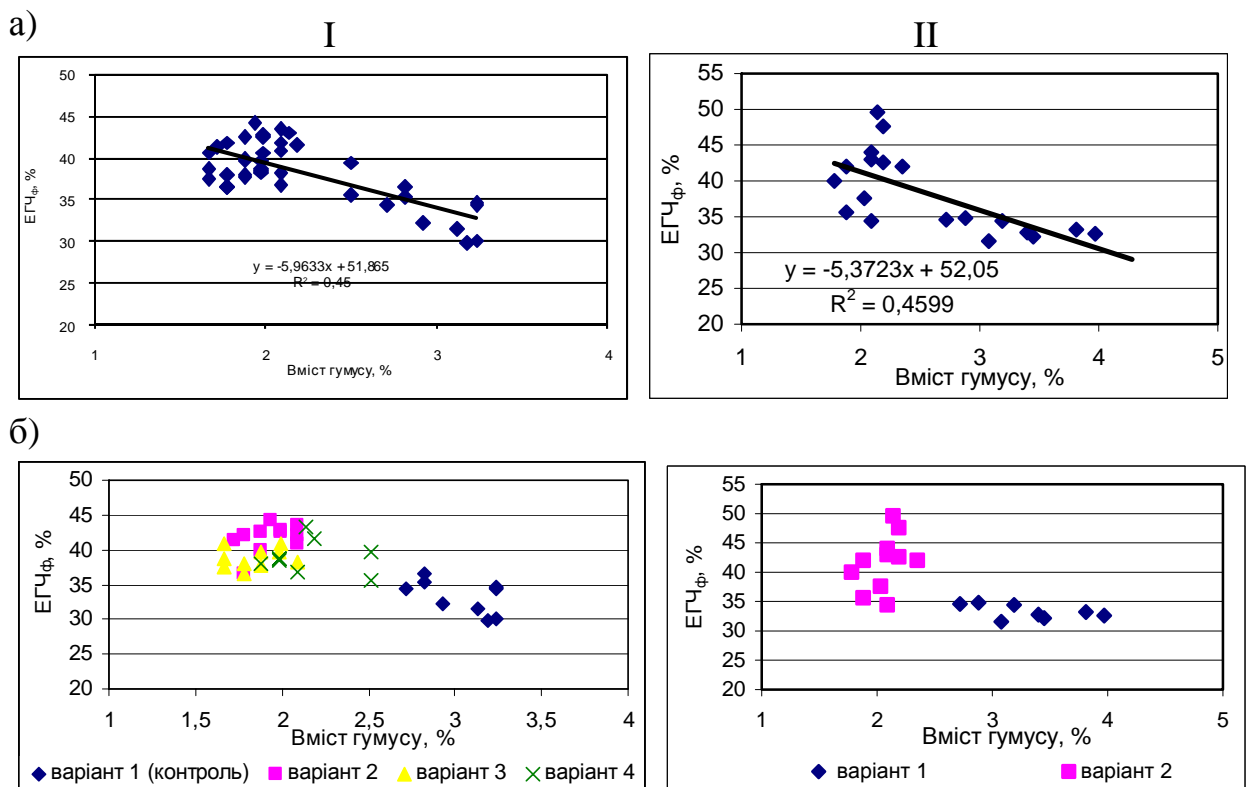 а)
I
II
ЕГЧф, %
50
45
40
35
30
25
20
y = -5,9633x + 51,865
R² = 0,45
1
2
3
4
Вміст гумусу, %
ЕГЧф, %
55
50
45
40
35
30
25
20
y = -5,3723x + 52,05
R² = 0,4599
1
2
3
4
5
Вміст гумусу, %
б)
ЕГЧф, %
50
45
40
35
30
25
20
1
1,5
2
2,5
3
3,5
4
Вміст гумусу, %
варіант 1 (контроль)
варіант 2
варіант 3
варіант 4
ЕГЧф, %
55
50
45
40
35
30
25
20
1
2
3
4
5
Вміст гумусу, %
варіант 1
варіант 2